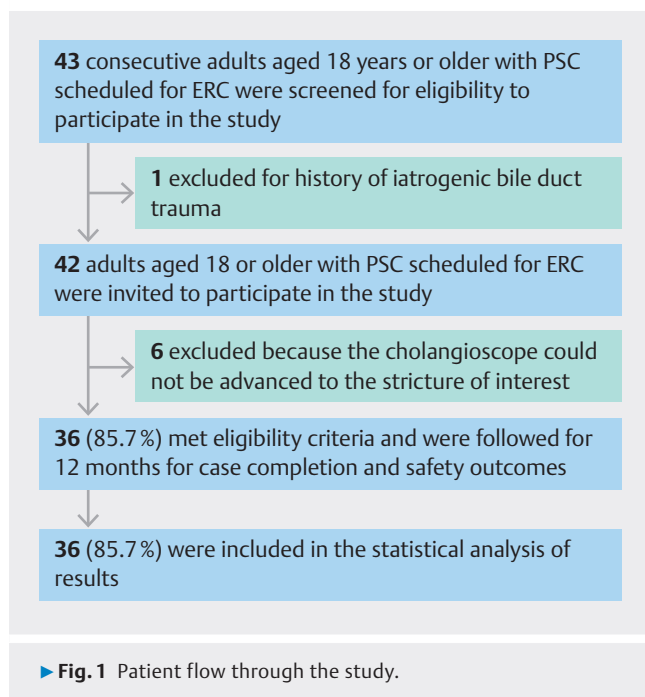 43 consecutive adults aged 18 years or older with PSC
scheduled for ERC were screened for eligibility to
participate in the study
1 excluded for history of iatrogenic bile duct
trauma
42 adults aged 18 or older with PSC scheduled for ERC
were invited to participate in the study
6 excluded because the cholangioscope could
not be advanced to the stricture of interest
36 (85.7%) met eligibility criteria and were followed for
12 months for case completion and safety outcomes
36 (85.7%) were included in the statistical analysis of
results
▶Fig. 1 Patient flow through the study.